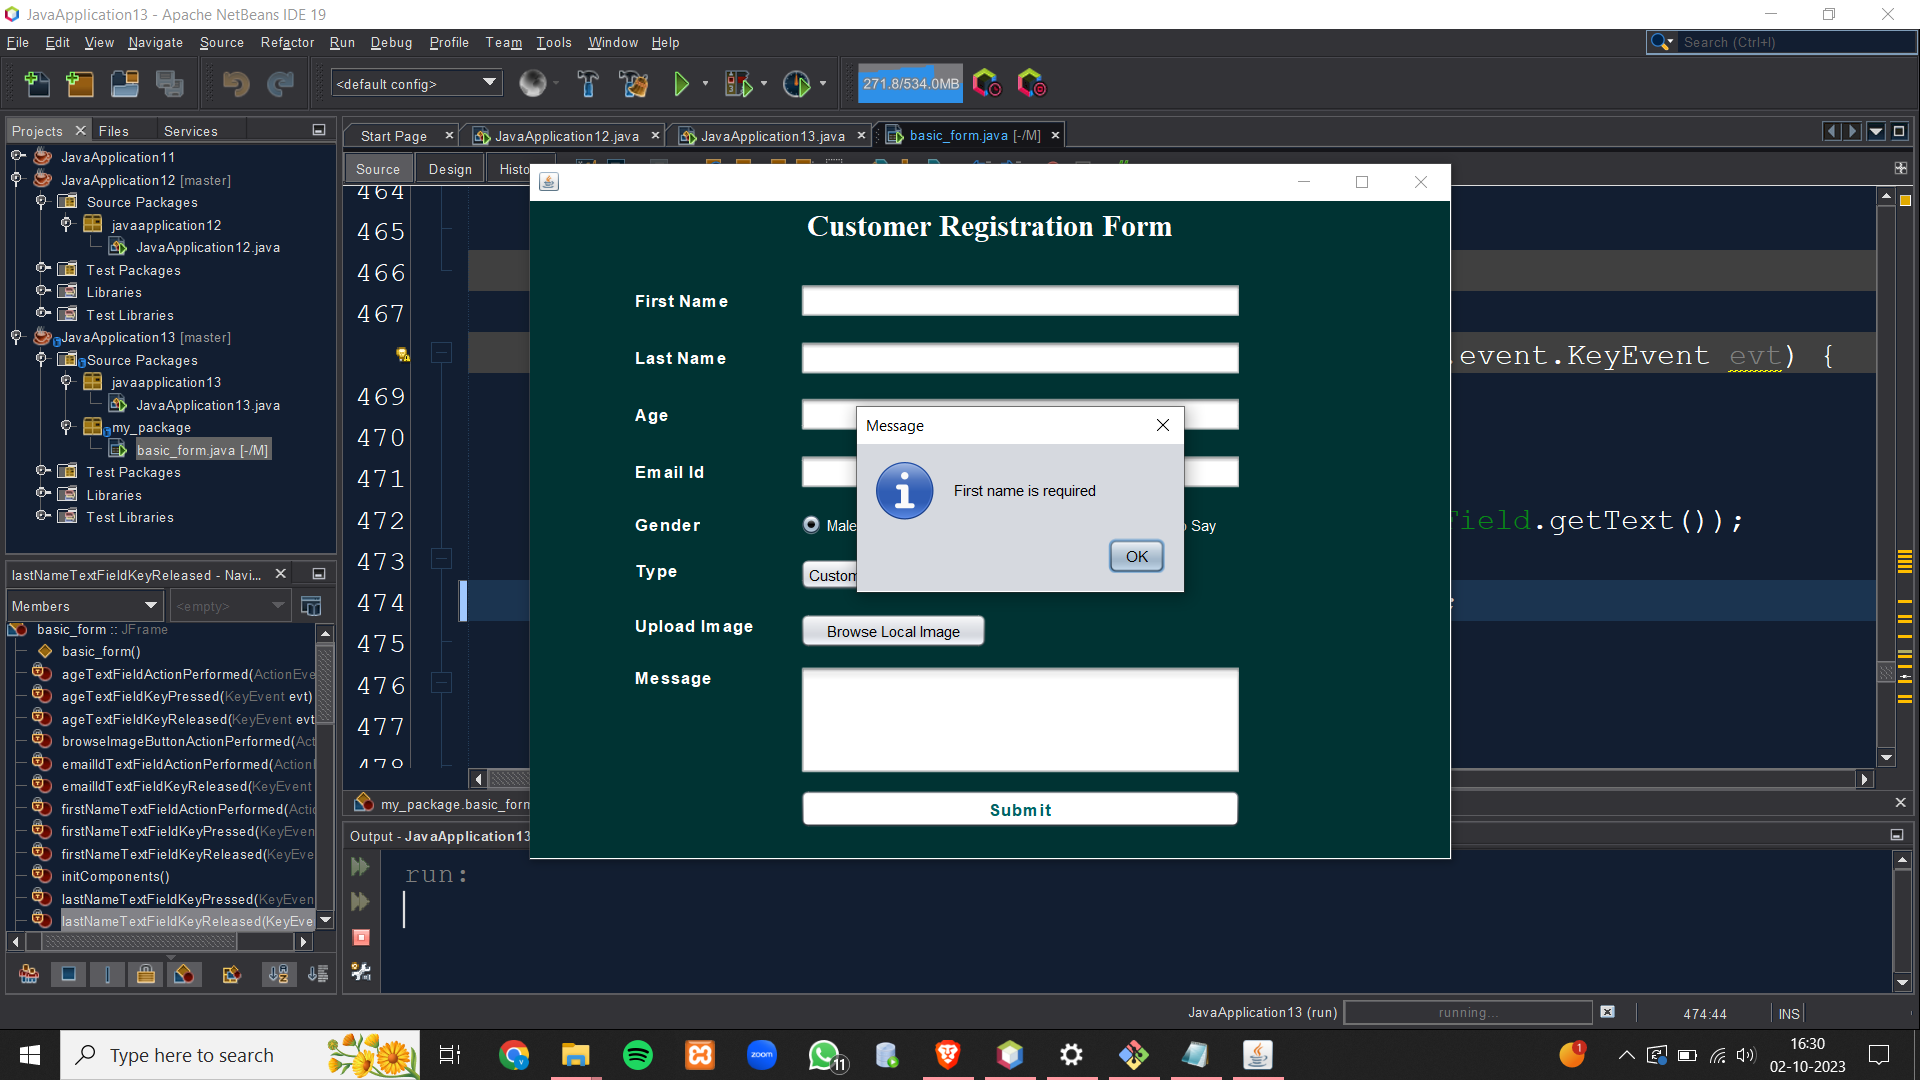 JavaApplication13 - Apache NetBeans IDE 19
File Edit View Navigate Source Refactor Run Debug Profile Team Tools Window Help
Search (Ctrl+I)
<default config>
271.8/534.0MB
Projects Files Services
JavaApplication11
JavaApplication12 [master]
Source Packages
javaapplication12
JavaApplication12.java
Test Packages
Libraries
Test Libraries
JavaApplication13 [master]
Source Packages
javaapplication13
JavaApplication13.java
my_package
basic_form.java [-/M]
Test Packages
Libraries
Test Libraries
lastNameTextFieldKeyReleased - Navi...
Members
<empty>
basic_form :: JFrame
basic_form()
ageTextFieldActionPerformed(ActionEve
ageTextFieldKeyPressed(KeyEvent evt)
ageTextFieldKeyReleased(KeyEvent evt
browseImageButtonActionPerformed(Act
emailIdTextFieldActionPerformed(Action
emailIdTextFieldKeyReleased(KeyEvent
firstNameTextFieldActionPerformed(Actio
firstNameTextFieldKeyPressed(KeyEven
firstNameTextFieldKeyReleased(KeyEven
initComponents()
lastNameTextFieldKeyPressed(KeyEven
lastNameTextFieldKeyReleased(KeyEve
Start Page JavaApplication12.java JavaApplication13.java basic_form.java [-/M]
Source Design Histo
464
465
466
467
.event.KeyEvent evt) {
469
470
471
472 Field.getText());
473
474 ;
475
476
477
478
my_package.basic_form
Customer Registration Form
First Name
Last Name
Age
Email Id
Gender
Male
Say
Type
Custom
Upload Image
Browse Local Image
Message
Submit
Message
First name is required
OK
Output - JavaApplication13
run:
JavaApplication13 (run)
running...
474:44
INS
Type here to search
zoom
11
1
16:30
02-10-2023